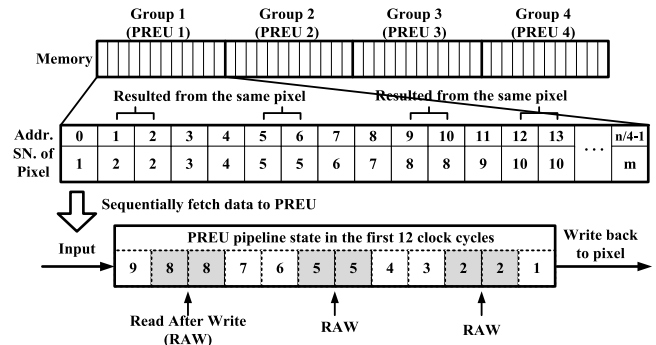 Group 1 Group 2 Group 3 Group 4
(PREU 1) (PREU 2) (PREU 3) (PREU 4)
Memory
Resulted from the same pixel Resulted from the same pixel
Addr. 0 1 2 3 4 5 6 7 8 9 10 11 12 13 ... n/4-1
SN. of
Pixel 1 2 2 3 4 5 5 6 7 8 8 9 10 10 m
Sequentially fetch data to PREU
PREU pipeline state in the first 12 clock cycles
Input 9 8 8 7 6 5 5 4 3 2 2 1 Write back
to pixel
Read After Write
(RAW) RAW RAW